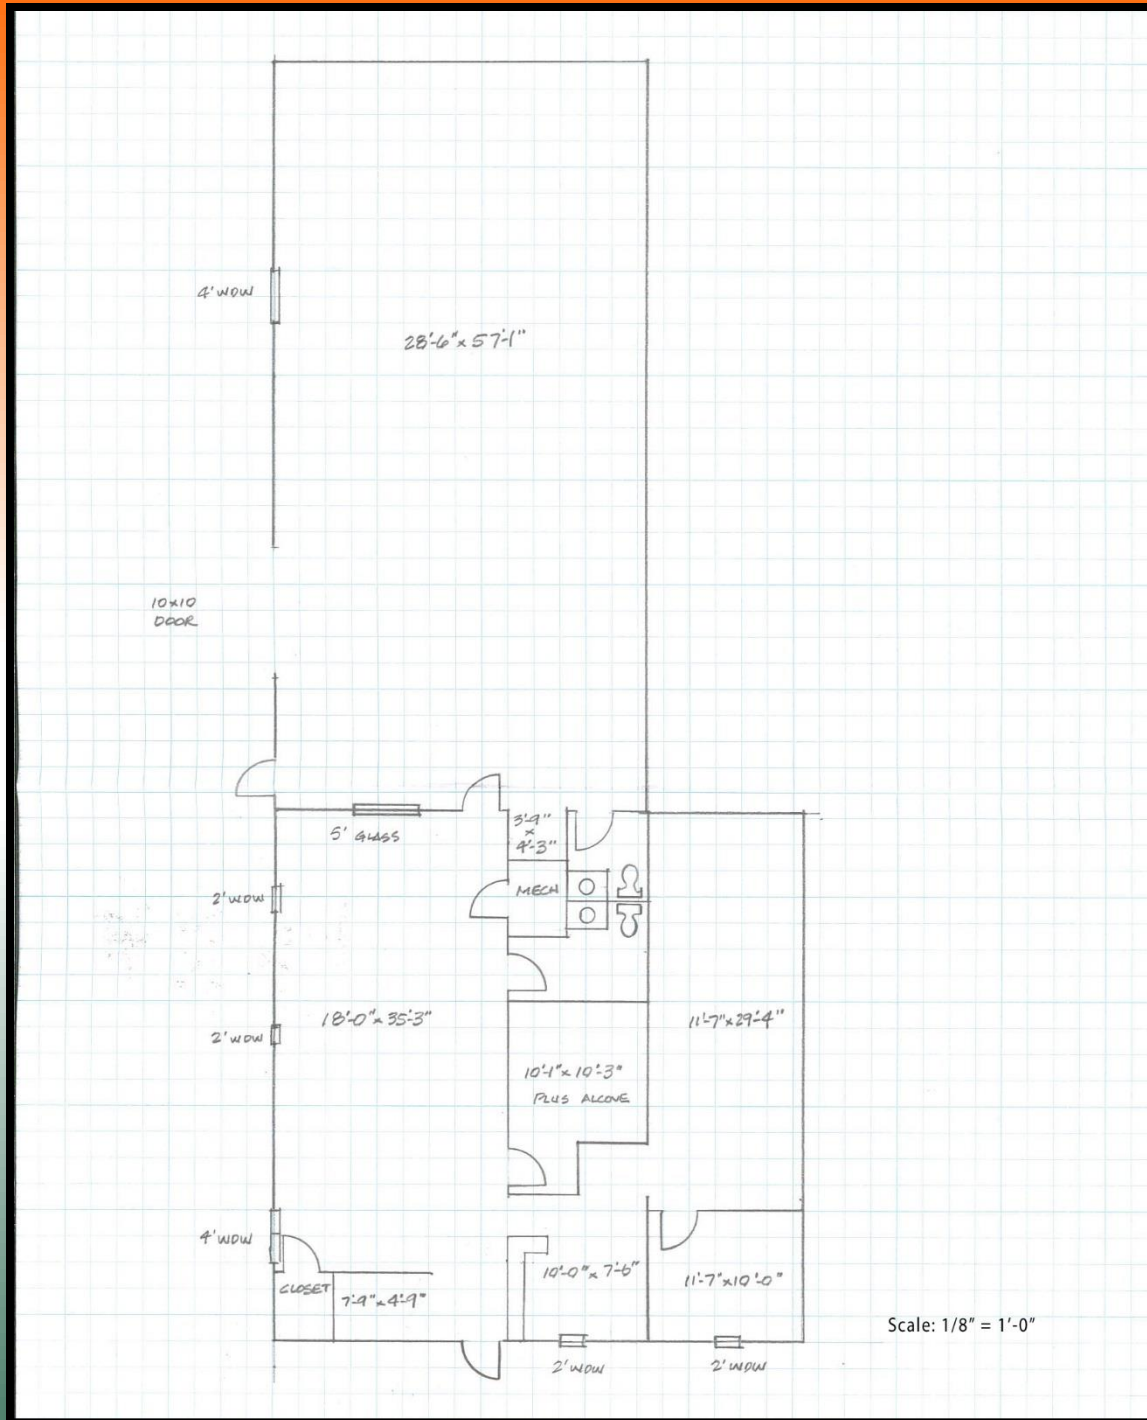 4' WDW
28'-6" x 57'-1"
10x10
DOOR
5' GLASS
3'-9"
x
4'-3"
MECH
2' WDW
18'-0" x 35'-3"
11'-7" x 29'-4"
2' WDW
10'-1" x 10'-3"
PLUS ALCOVE
4' WDW
10'-0" x 7'-6"
11'-7" x 10'-0"
CLOSET
7'-9" x 4'-9"
Scale: 1/8" = 1'-0"
2' WDW
2' WDW